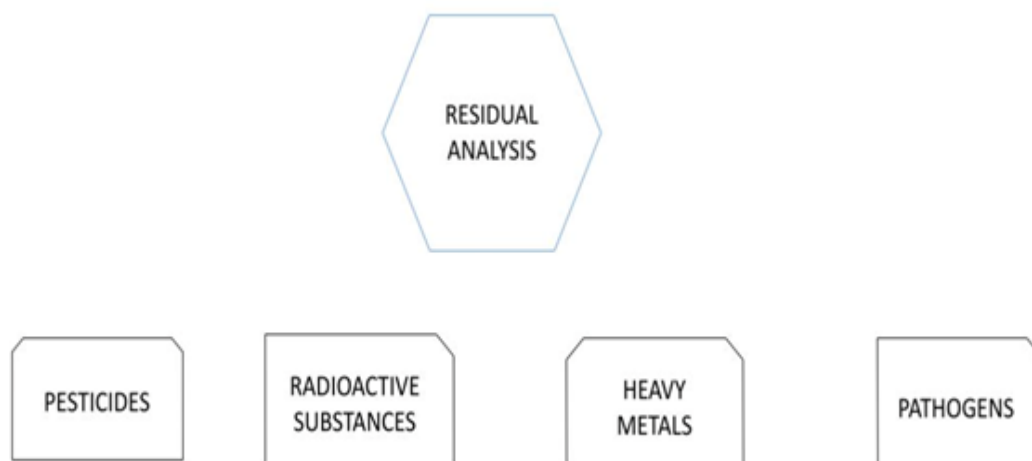 RESIDUAL
ANALYSIS
PESTICIDES
RADIOACTIVE
SUBSTANCES
HEAVY
METALS
PATHOGENS